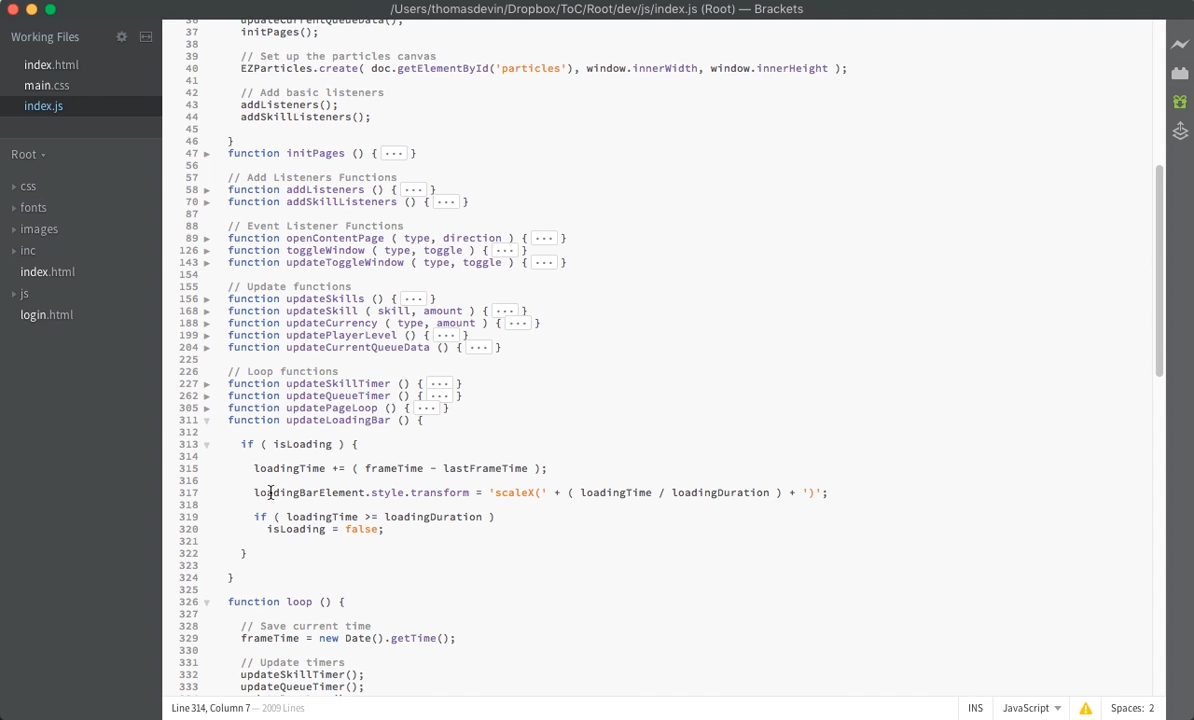 /Users/thomasdevin/Dropbox/ToC/Root/dev/js/index.js (Root) — Brackets
Working Files
index.html
main.css
index.js
Root
css
fonts
images
inc
index.html
js
login.html
36 updateCurrentQueueData();
37 initPages();
38
39 // Set up the particles canvas
40 EZParticles.create( doc.getElementById('particles'), window.innerWidth, window.innerHeight );
41
42 // Add basic listeners
43 addListeners();
44 addSkillListeners();
45
46 }
47 function initPages () { ... }
56
57 // Add Listeners Functions
58 function addListeners () { ... }
70 function addSkillListeners () { ... }
87
88 // Event Listener Functions
89 function openContentPage ( type, direction ) { ... }
126 function toggleWindow ( type, toggle ) { ... }
143 function updateToggleWindow ( type, toggle ) { ... }
154
155 // Update functions
156 function updateSkills () { ... }
168 function updateSkill ( skill, amount ) { ... }
188 function updateCurrency ( type, amount ) { ... }
199 function updatePlayerLevel () { ... }
204 function updateCurrentQueueData () { ... }
225
226 // Loop functions
227 function updateSkillTimer () { ... }
262 function updateQueueTimer () { ... }
305 function updatePageLoop () { ... }
311 function updateLoadingBar () {
312
313 if ( isLoading ) {
314
315 loadingTime += ( frameTime - lastFrameTime );
316
317 loadingBarElement.style.transform = 'scaleX(' + ( loadingTime / loadingDuration ) + ')';
318
319 if ( loadingTime >= loadingDuration )
320 isLoading = false;
321
322 }
323
324 }
325
326 function loop () {
327
328 // Save current time
329 frameTime = new Date().getTime();
330
331 // Update timers
332 updateSkillTimer();
333 updateQueueTimer();
Line 314, Column 7 — 2009 Lines
INS
JavaScript
Spaces: 2